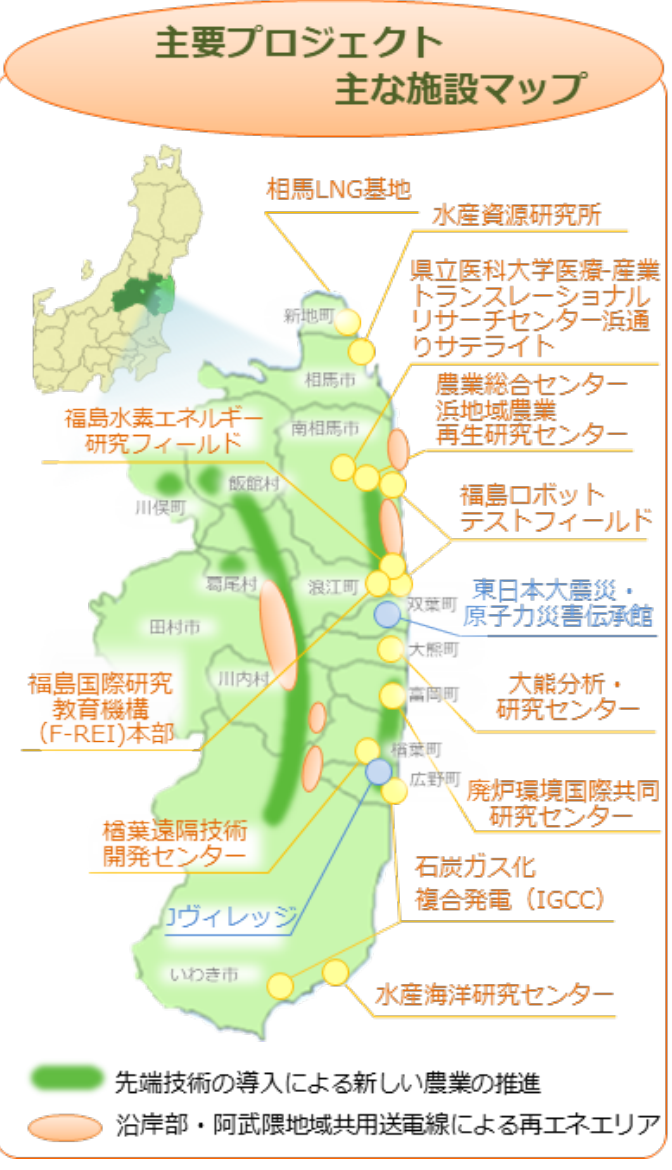 主要プロジェクト
主な施設マップ
相馬LNG基地
水産資源研究所
県立医科大学医療-産業
トランスレーショナル
リサーチセンター浜通
りサテライト
新地町
相馬市
農業総合センター
浜地域農業
再生研究センター
福島水素エネルギー
研究フィールド
南相馬市
飯館村
川俣町
福島ロボット
テストフィールド
葛尾村
浪江町
双葉町
東日本大震災・
原子力災害伝承館
田村市
大熊町
川内村
福島国際研究
教育機構
(F-REI)本部
富岡町
大熊分析・
研究センター
楢葉町
広野町
廃炉環境国際共同
研究センター
楢葉遠隔技術
開発センター
石炭ガス化
複合発電（IGCC）
Jヴィレッジ
いわき市
水産海洋研究センター
先端技術の導入による新しい農業の推進
沿岸部・阿武隈地域共用送電線による再エネエリア